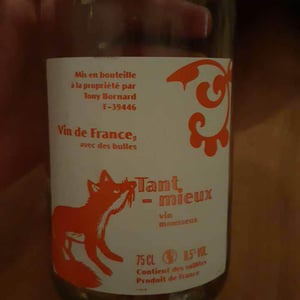 Mis en bouteille
à la propriété par
Tony Bornard
F-39446
Vin de France,
avec des bulles
Tant
-mieux
vin
mousseux
75 CL
8,5% VOL.
Contient des sulfites
Produit de France